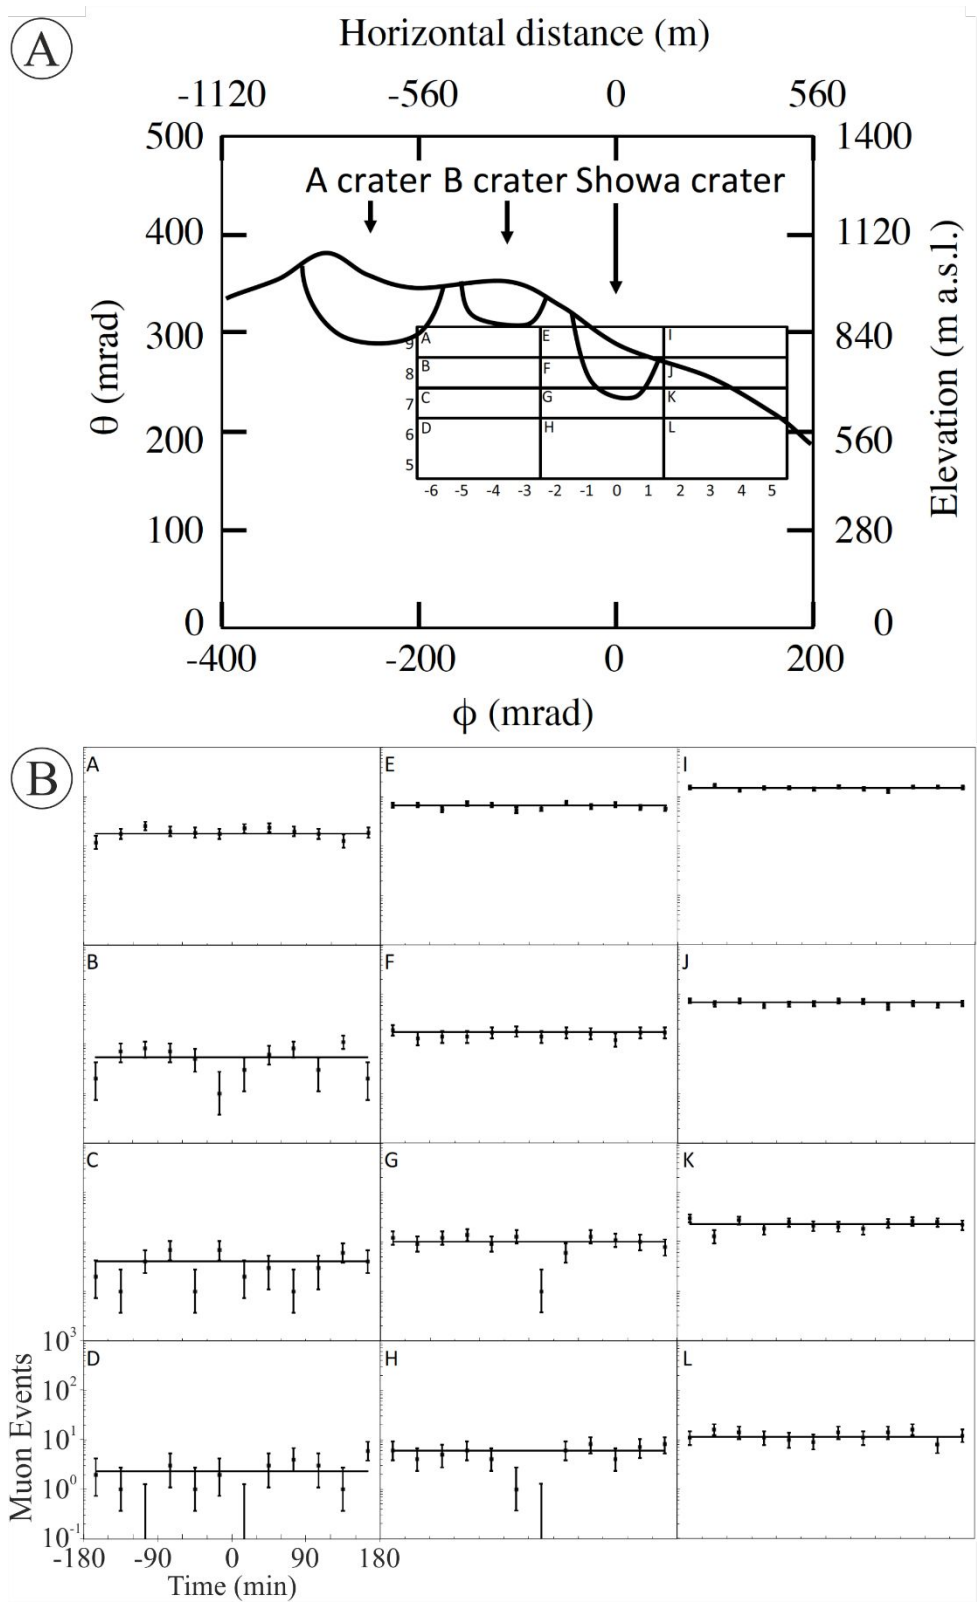 A
Horizontal distance (m)
-1120 -560 0 560
500 1400
A crater B crater Showa crater
400 1120
300 840
9 A E I
8 B F J
7 C G K
6 D H L
5
-6 -5 -4 -3 -2 -1 0 1 2 3 4 5
200 560
100 280
0 0
θ (mrad)
Elevation (m a.s.l.)
-400 -200 0 200
ϕ (mrad)
B
A E I
B F J
C G K
10³
D H L
10²
10¹
10⁰
10⁻¹
Muon Events
-180 -90 0 90 180
Time (min)